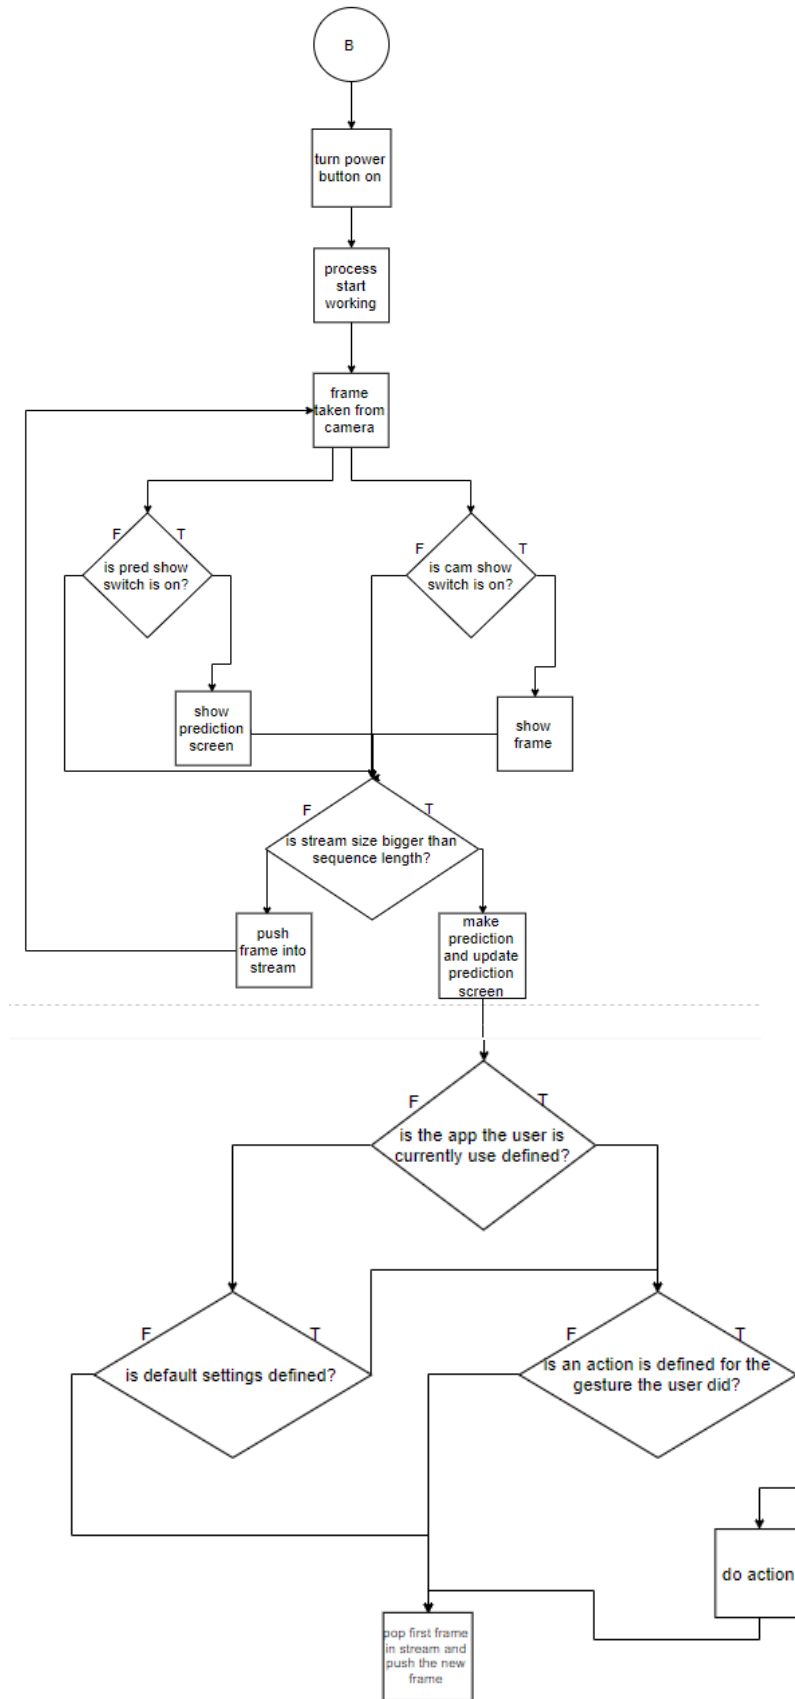 B
turn power
button on
process
start
working
frame
taken from
camera
F
T
is pred show
switch is on?
F
T
is cam show
switch is on?
show
prediction
screen
show
frame
F
T
is stream size bigger than
sequence length?
push
frame into
stream
make
prediction
and update
prediction
screen
F
T
is the app the user is
currently use defined?
F
T
is default settings defined?
F
T
is an action is defined for the
gesture the user did?
do action
pop first frame
in stream and
push the new
frame